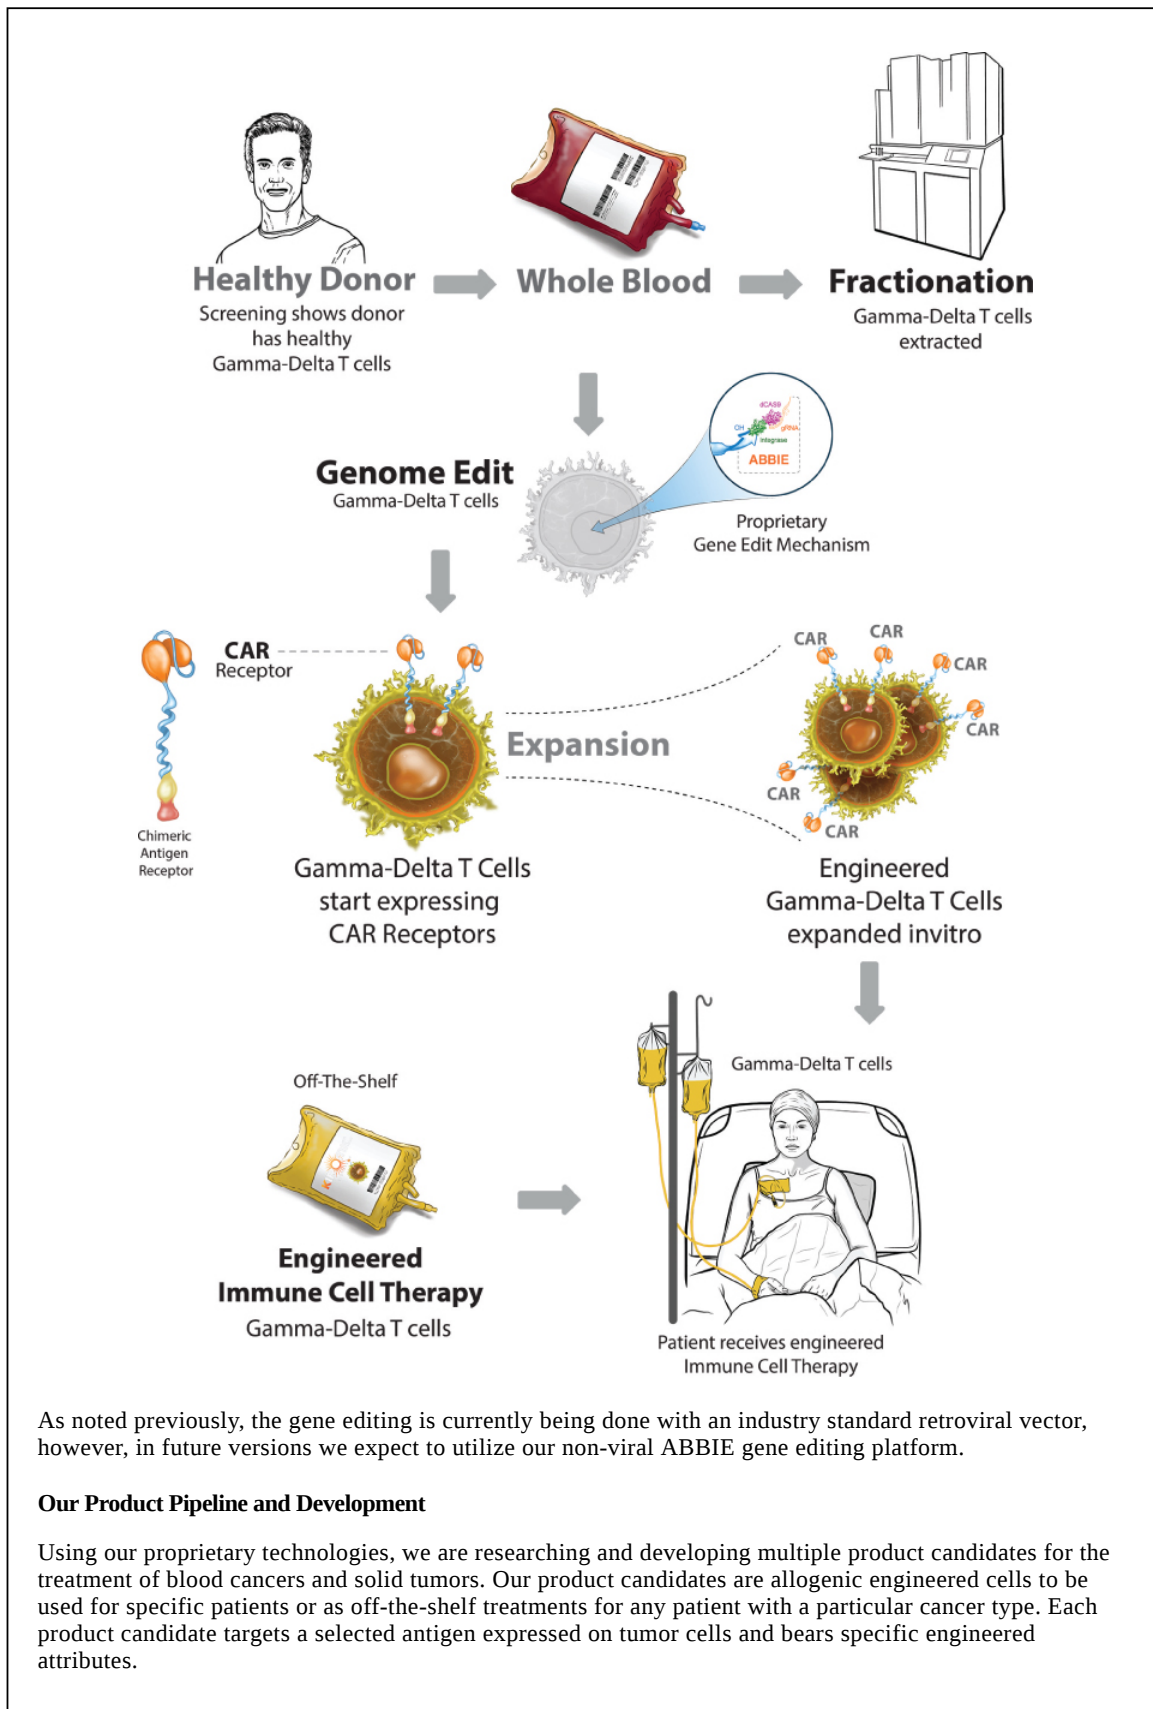 Healthy Donor
Screening shows donor
has healthy
Gamma-Delta T cells
Whole Blood
Fractionation
Gamma-Delta T cells
extracted
Genome Edit
Gamma-Delta T cells
dCAS9
OH
gRNA
Integrase
ABBIE
Proprietary
Gene Edit Mechanism
CAR
Receptor
Chimeric
Antigen
Receptor
Gamma-Delta T Cells
start expressing
CAR Receptors
Expansion
CAR
CAR
CAR
CAR
CAR
CAR
Engineered
Gamma-Delta T Cells
expanded invitro
Off-The-Shelf
Engineered
Immune Cell Therapy
Gamma-Delta T cells
Gamma-Delta T cells
Patient receives engineered
Immune Cell Therapy
As noted previously, the gene editing is currently being done with an industry standard retroviral vector,
however, in future versions we expect to utilize our non-viral ABBIE gene editing platform.
Our Product Pipeline and Development
Using our proprietary technologies, we are researching and developing multiple product candidates for the
treatment of blood cancers and solid tumors. Our product candidates are allogenic engineered cells to be
used for specific patients or as off-the-shelf treatments for any patient with a particular cancer type. Each
product candidate targets a selected antigen expressed on tumor cells and bears specific engineered
attributes.